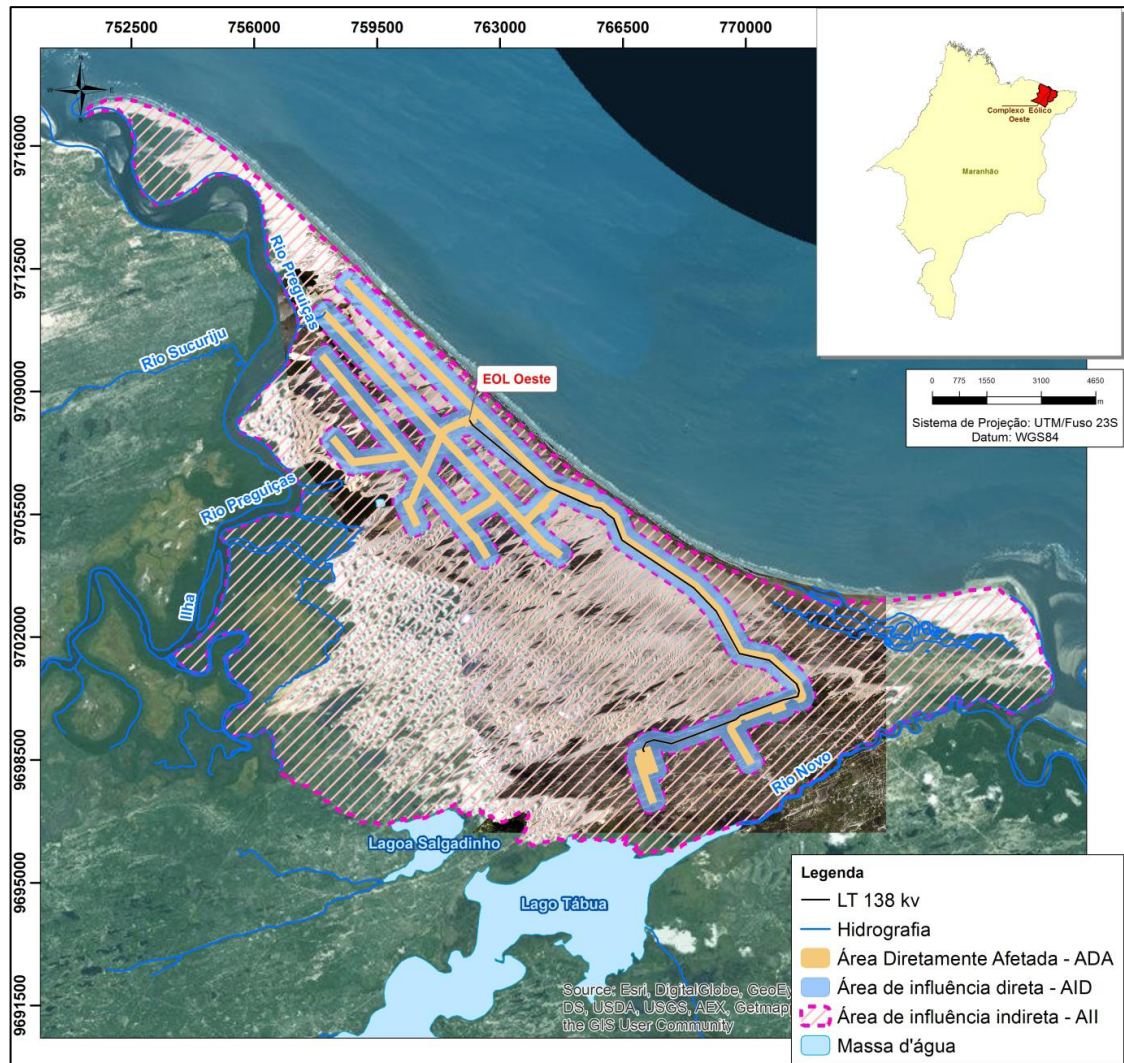 752500 756000 759500 763000 766500 770000
N
W E
S
9716000
9712500
9709000
9705500
9702000
9698500
9695000
9691500
Complexo Eólico
Oeste
Maranhão
0 775 1550 3100 4650
m
Sistema de Projeção: UTM/Fuso 23S
Datum: WGS84
Rio Preguiças
Rio Sucuriju
EOL Oeste
Rio Preguiças
Ilha
Rio Novo
Lagoa Salgadinho
Lago Tábua
Source: Esri, DigitalGlobe, GeoEy
DS, USDA, USGS, AEX, Getmap
the GIS User Community
Legenda
LT 138 kv
Hidrografia
Área Diretamente Afetada - ADA
Área de influência direta - AID
Área de influência indireta - AII
Massa d'água